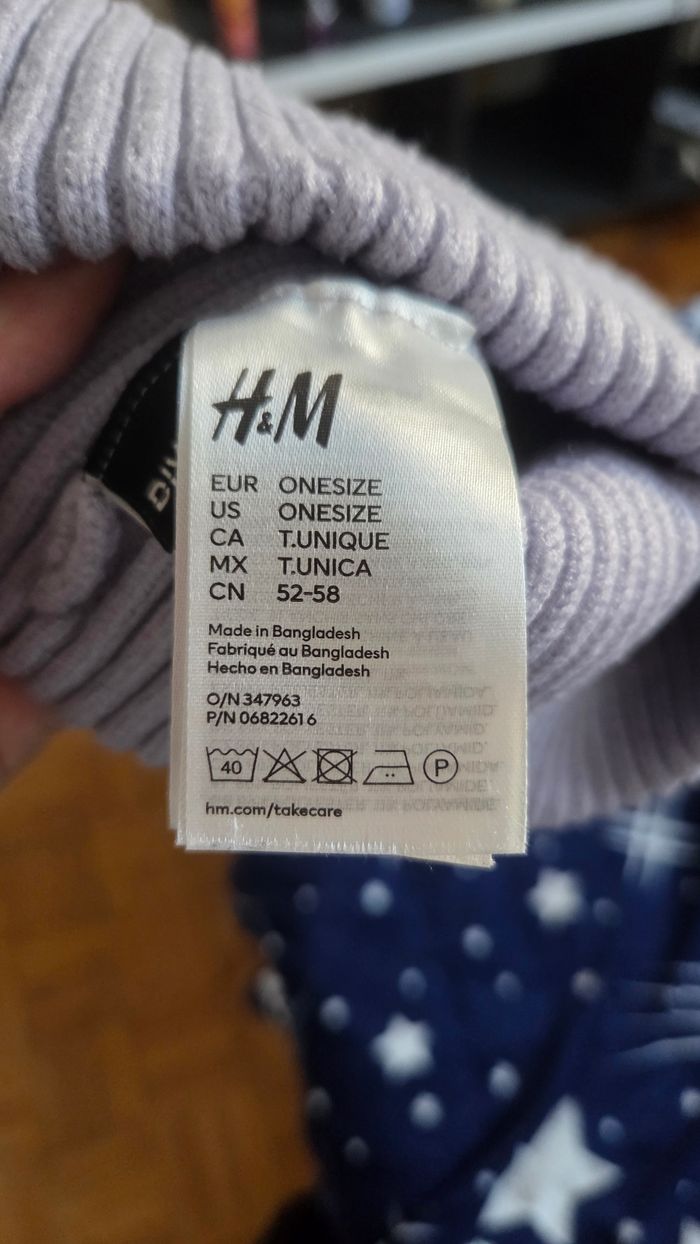 H&M
EUR ONESIZE
US ONESIZE
CA T.UNIQUE
MX T.UNICA
CN 52-58
Made in Bangladesh
Fabriqué au Bangladesh
Hecho en Bangladesh
O/N 347963
P/N 06822616
40
P
hm.com/takecare